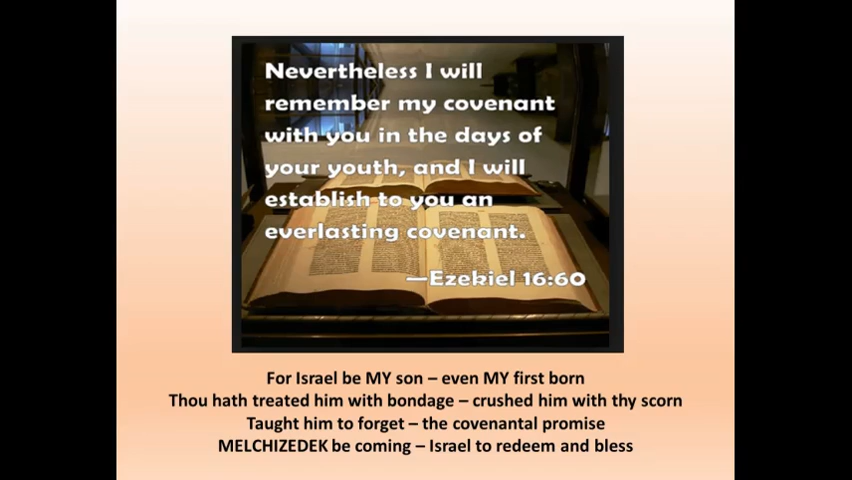 Nevertheless I will
remember my covenant
with you in the days of
your youth, and I will
establish to you an
everlasting covenant.
—Ezekiel 16:60
For Israel be MY son – even MY first born
Thou hath treated him with bondage – crushed him with thy scorn
Taught him to forget – the covenantal promise
MELCHIZEDEK be coming – Israel to redeem and bless